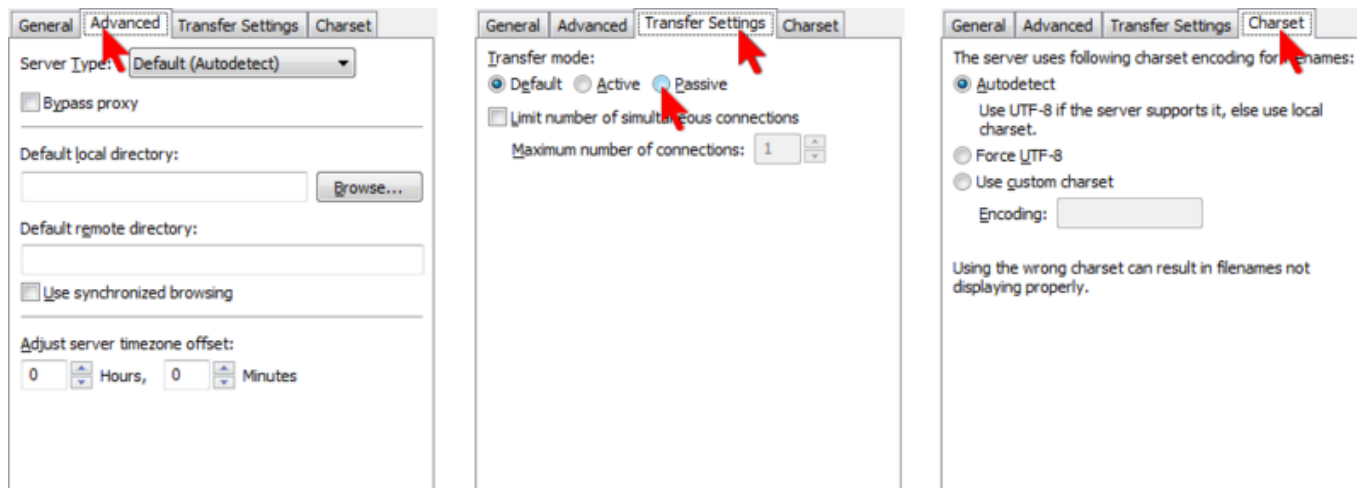 General Advanced Transfer Settings Charset
Server Type: Default (Autodetect)
Bypass proxy
Default local directory:
Browse...
Default remote directory:
Use synchronized browsing
Adjust server timezone offset:
0 Hours, 0 Minutes
General Advanced Transfer Settings Charset
Transfer mode:
Default Active Passive
Limit number of simultaneous connections
Maximum number of connections: 1
General Advanced Transfer Settings Charset
The server uses following charset encoding for filenames:
Autodetect
Use UTF-8 if the server supports it, else use local
charset.
Force UTF-8
Use custom charset
Encoding:
Using the wrong charset can result in filenames not
displaying properly.